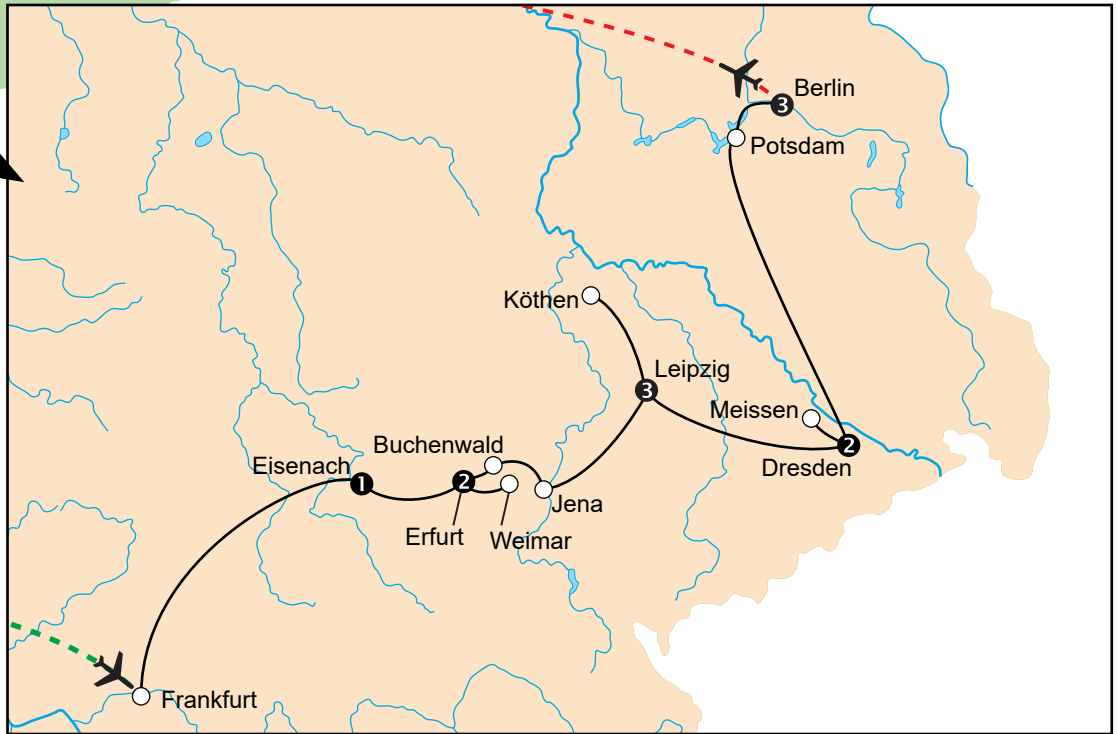 Berlin
3
Potsdam
Köthen
Leipzig
3
Meissen
2
Dresden
Buchenwald
Eisenach
1
2
Jena
Erfurt
Weimar
Frankfurt